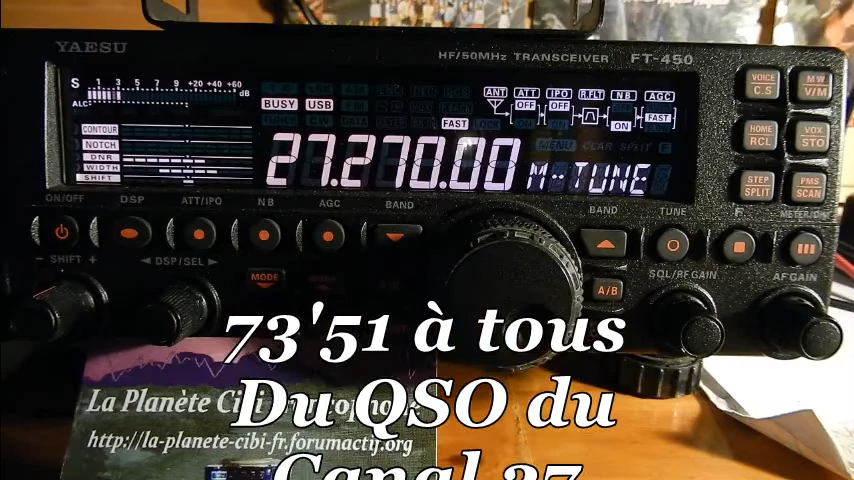 YAESU
HF/50MHz TRANSCEIVER FT-450
S 1 3 5 7 9 +20 +40 +60 dB
ALC
BUSY USB
FAST
ANT ATT IPO R.FLT NB AGC
OFF OFF FAST
ON
CONTOUR
NOTCH
DNR
WIDTH
SHIFT
MENU CLAR SPLIT
27.270.00 M-TUNE
VOICE C.S
MW V/M
HOME RCL
VOX STO
STEP SPLIT
PMS SCAN
ON/OFF DSP ATT/IPO NB AGC BAND
BAND TUNE F
- SHIFT + DSP/SEL
MODE
A/B
SQL/RF GAIN
AF GAIN
73'51 à tous
Du QSO du
Canal 27
La Planète Cibi
http://la-planete-cibi-fr.forumactif.org